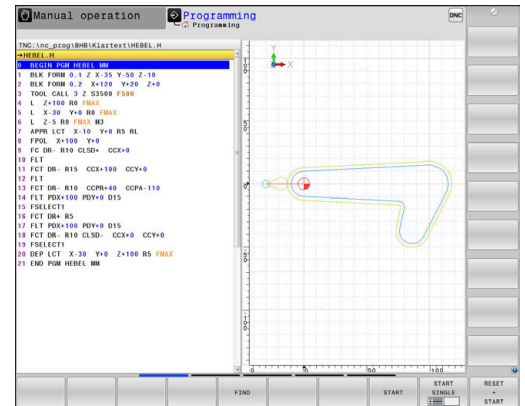 Manual operation
Programming
Programming
DNC
TNC:\nc_prog\BHB\Klartext\HEBEL.H
→HEBEL.H
0 BEGIN PGM HEBEL MM
1 BLK FORM 0.1 Z X-35 Y-50 Z-10
2 BLK FORM 0.2 X+120 Y+20 Z+0
3 TOOL CALL 3 Z S3500 F500
4 L Z+100 R0 FMAX
5 L X-30 Y+0 R0 FMAX
6 L Z-5 R0 FMAX M3
7 APPR LCT X-10 Y+0 R5 RL
8 FPOL X+100 Y+0
9 FC DR- R10 CLSD+ CCX+0
10 FLT
11 FCT DR- R15 CCX+100 CCY+0
12 FLT
13 FCT DR- R10 CCPR+40 CCPA-110
14 FLT PDX+100 PDY+0 D15
15 FSELECT1
16 FCT DR+ R5
17 FLT PDX+100 PDY+0 D15
18 FCT DR- R10 CLSD- CCX+0 CCY+0
19 FSELECT1
20 DEP LCT X-30 Y+0 Z+100 R5 FMAX
21 END PGM HEBEL MM
Y
X
0
50
100
FIND
START
START SINGLE
RESET + START